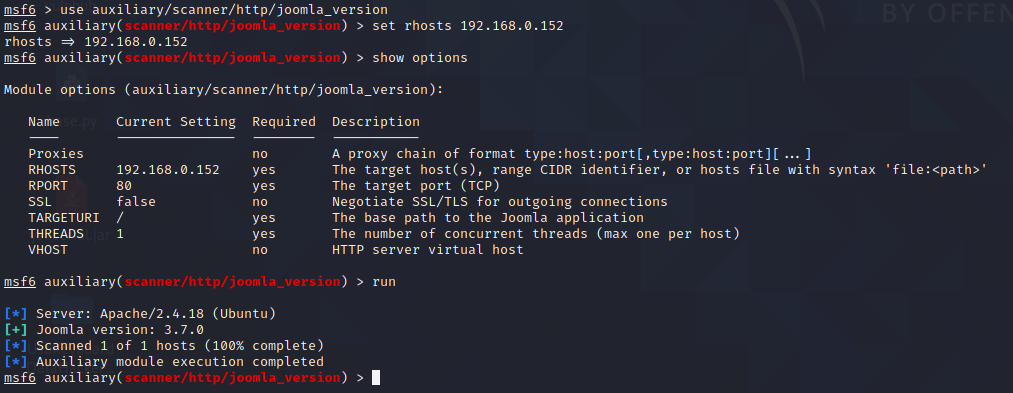 msf6 > use auxiliary/scanner/http/joomla_version
BY OFFEN
msf6 auxiliary(scanner/http/joomla_version) > set rhosts 192.168.0.152
rhosts => 192.168.0.152
msf6 auxiliary(scanner/http/joomla_version) > show options
Module options (auxiliary/scanner/http/joomla_version):
Name Current Setting Required Description
Proxies no A proxy chain of format type:host:port[,type:host:port][...]
RHOSTS 192.168.0.152 yes The target host(s), range CIDR identifier, or hosts file with syntax 'file:<path>'
RPORT 80 yes The target port (TCP)
SSL false no Negotiate SSL/TLS for outgoing connections
TARGETURI / yes The base path to the Joomla application
THREADS 1 yes The number of concurrent threads (max one per host)
VHOST no HTTP server virtual host
msf6 auxiliary(scanner/http/joomla_version) > run
[*] Server: Apache/2.4.18 (Ubuntu)
[+] Joomla version: 3.7.0
[*] Scanned 1 of 1 hosts (100% complete)
[*] Auxiliary module execution completed
msf6 auxiliary(scanner/http/joomla_version) >